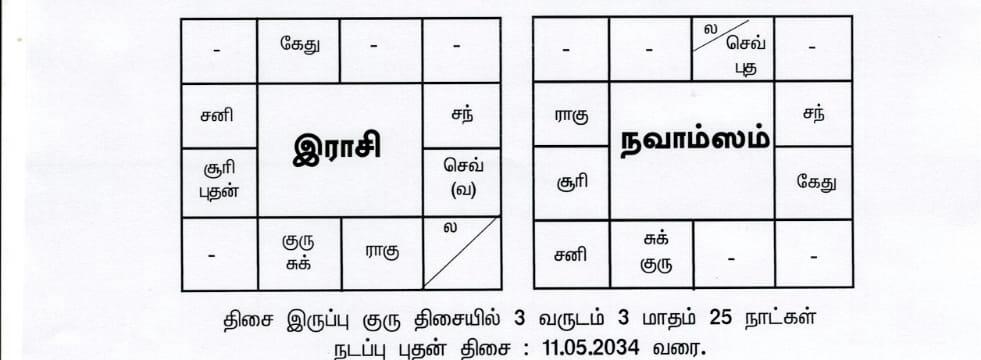 - கேது - -
சனி சந்
இராசி
சூரி
புதன்
செவ்
(வ)
- குரு
சுக்
ராகு ல
- - ல
செவ்
புத
-
ராகு சந்
நவாம்ஸம்
சூரி கேது
சனி சுக்
குரு
- -
திசை இருப்பு குரு திசையில் 3 வருடம் 3 மாதம் 25 நாட்கள்
நடப்பு புதன் திசை : 11.05.2034 வரை.